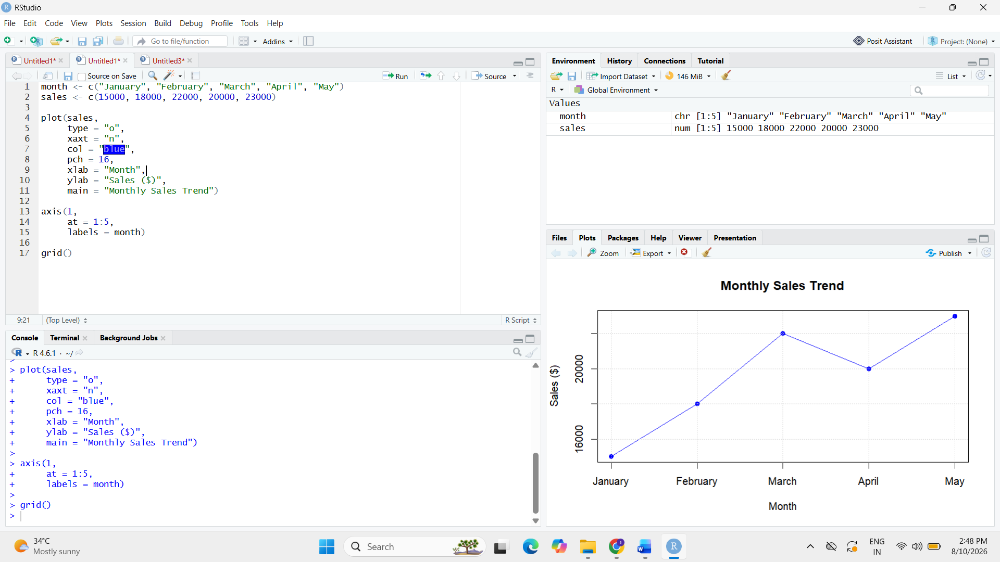 RStudio
File Edit Code View Plots Session Build Debug Profile Tools Help
Go to file/function Addins Posit Assistant Project: (None)
Untitled1* Untitled1* Untitled3*
Source on Save Run Source
1 month <- c("January", "February", "March", "April", "May")
2 sales <- c(15000, 18000, 22000, 20000, 23000)
3
4 plot(sales,
5 type = "o",
6 xaxt = "n",
7 col = "blue",
8 pch = 16,
9 xlab = "Month",
10 ylab = "Sales ($)",
11 main = "Monthly Sales Trend")
12
13 axis(1,
14 at = 1:5,
15 labels = month)
16
17 grid()
9:21 (Top Level) R Script
Console Terminal Background Jobs
R 4.6.1 · ~/
> plot(sales,
+ type = "o",
+ xaxt = "n",
+ col = "blue",
+ pch = 16,
+ xlab = "Month",
+ ylab = "Sales ($)",
+ main = "Monthly Sales Trend")
>
> axis(1,
+ at = 1:5,
+ labels = month)
>
> grid()
>
Environment History Connections Tutorial
Import Dataset 146 MiB List
R Global Environment
Values
month chr [1:5] "January" "February" "March" "April" "May"
sales num [1:5] 15000 18000 22000 20000 23000
Files Plots Packages Help Viewer Presentation
Zoom Export Publish
Monthly Sales Trend
Sales ($)
20000
16000
January February March April May
Month
34°C
Mostly sunny
Search
ENG
IN
2:48 PM
8/10/2026